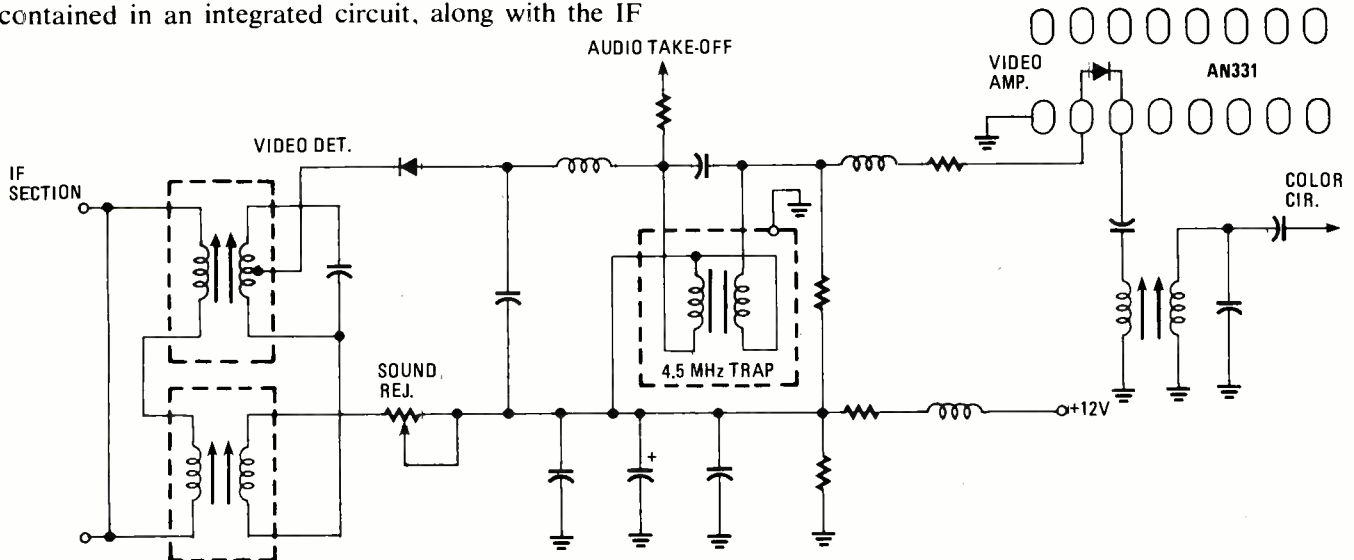 contained in an integrated circuit, along with the IF
AUDIO TAKE-OFF
VIDEO
AMP.
AN331
VIDEO DET.
IF
SECTION
COLOR
CIR.
4.5 MHz TRAP
SOUND
REJ.
+
+12V